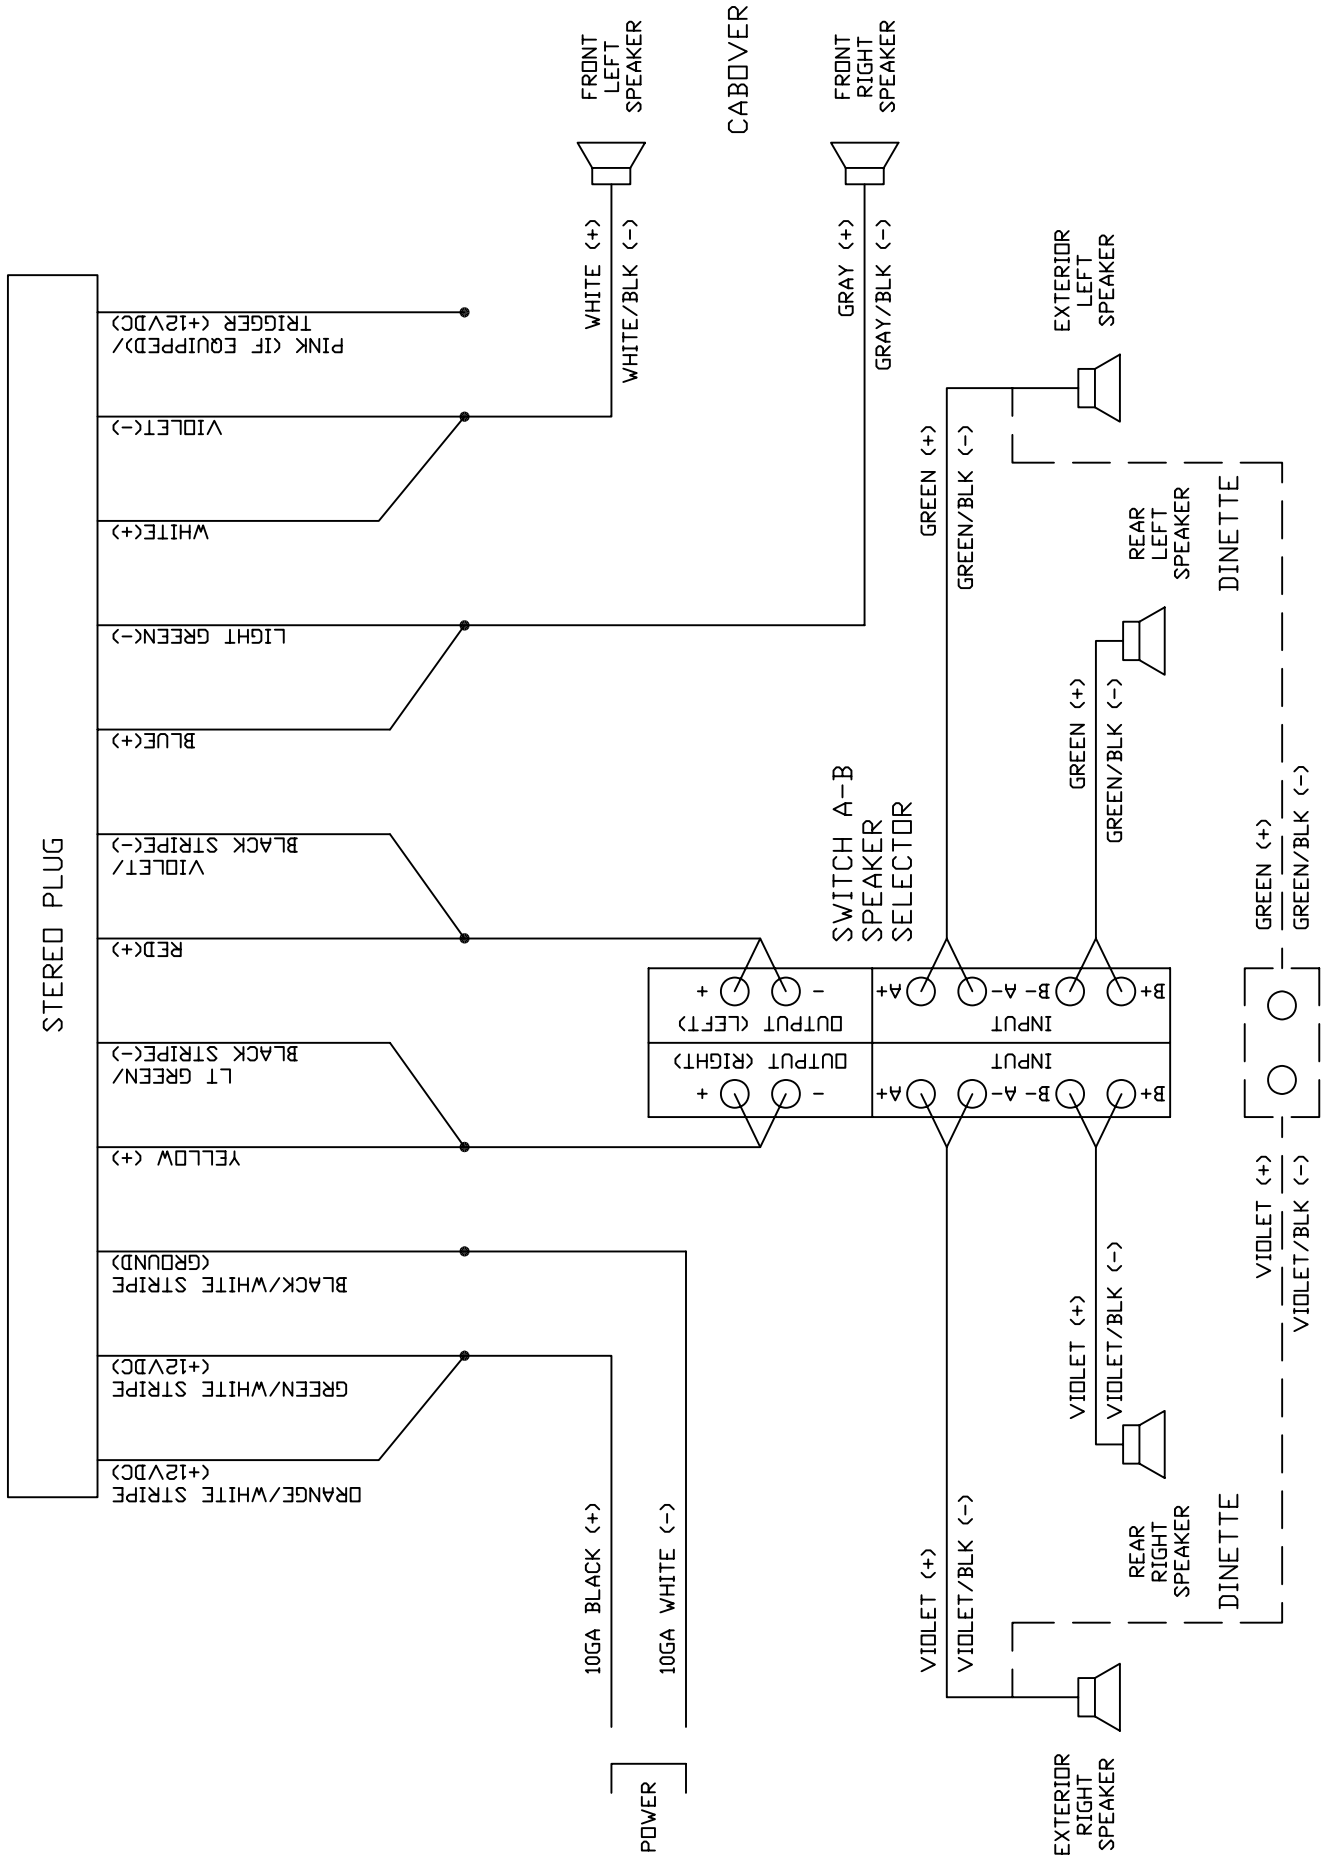 STEREO PLUG
ORANGE/WHITE STRIPE
(+12VDC)
GREEN/WHITE STRIPE
(+12VDC)
BLACK/WHITE STRIPE
(GROUND)
YELLOW (+)
LT GREEN/
BLACK STRIPE(-)
RED(+)
VIOLET/
BLACK STRIPE(-)
BLUE(+)
LIGHT GREEN(-)
WHITE(+)
VIOLET(-)
PINK (IF EQUIPPED)/
TRIGGER (+12VDC)
POWER
10GA BLACK (+)
10GA WHITE (-)
WHITE (+)
WHITE/BLK (-)
FRONT
LEFT
SPEAKER
CABOVER
GRAY (+)
GRAY/BLK (-)
FRONT
RIGHT
SPEAKER
SWITCH A-B
SPEAKER
SELECTOR
OUTPUT (RIGHT)
+
-
OUTPUT (LEFT)
+
-
INPUT
A+
A-
B-
B+
INPUT
A+
A-
B-
B+
VIOLET (+)
VIOLET/BLK (-)
EXTERIOR
RIGHT
SPEAKER
GREEN (+)
GREEN/BLK (-)
EXTERIOR
LEFT
SPEAKER
VIOLET (+)
VIOLET/BLK (-)
REAR
RIGHT
SPEAKER
DINETTE
GREEN (+)
GREEN/BLK (-)
REAR
LEFT
SPEAKER
DINETTE
VIOLET (+)
VIOLET/BLK (-)
GREEN (+)
GREEN/BLK (-)